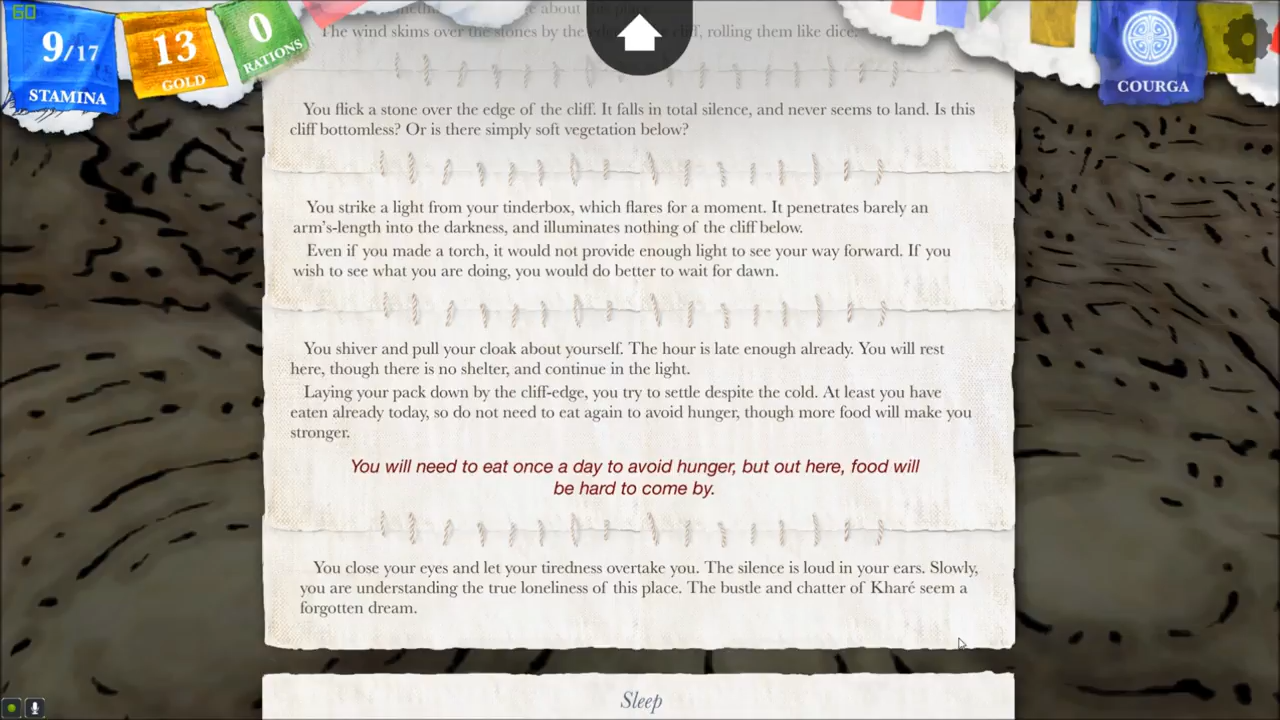 60
9/17
STAMINA
13
GOLD
0
RATIONS
COURGA
The wind skims over the stones by the cliff, rolling them like dice.
You flick a stone over the edge of the cliff. It falls in total silence, and never seems to land. Is this
cliff bottomless? Or is there simply soft vegetation below?
You strike a light from your tinderbox, which flares for a moment. It penetrates barely an
arm's-length into the darkness, and illuminates nothing of the cliff below.
Even if you made a torch, it would not provide enough light to see your way forward. If you
wish to see what you are doing, you would do better to wait for dawn.
You shiver and pull your cloak about yourself. The hour is late enough already. You will rest
here, though there is no shelter, and continue in the light.
Laying your pack down by the cliff-edge, you try to settle despite the cold. At least you have
eaten already today, so do not need to eat again to avoid hunger, though more food will make you
stronger.
You will need to eat once a day to avoid hunger, but out here, food will
be hard to come by.
You close your eyes and let your tiredness overtake you. The silence is loud in your ears. Slowly,
you are understanding the true loneliness of this place. The bustle and chatter of Kharé seem a
forgotten dream.
Sleep